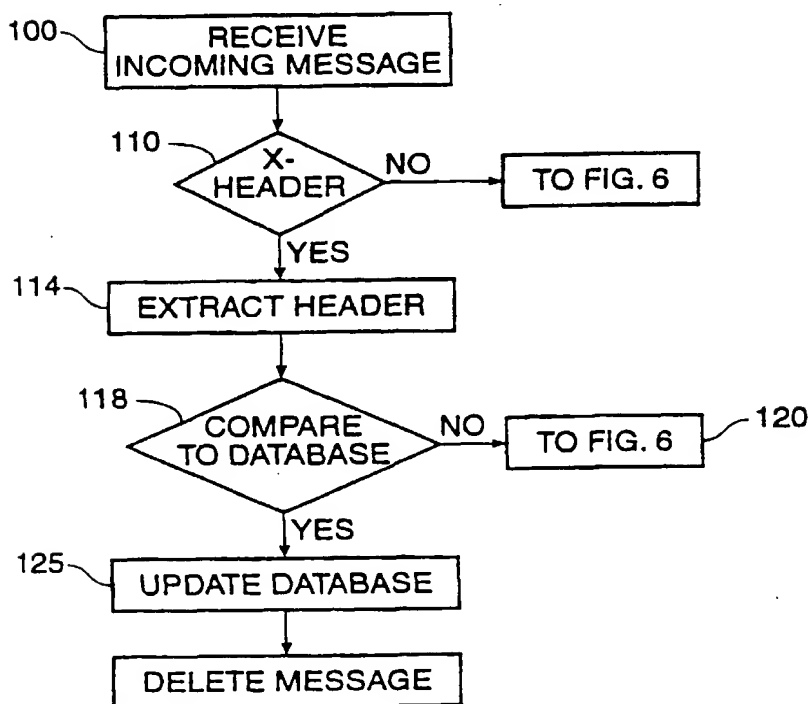 100
RECEIVE
INCOMING MESSAGE
110
X-
HEADER
NO
TO FIG. 6
YES
114
EXTRACT HEADER
118
COMPARE
TO DATABASE
NO
TO FIG. 6
120
YES
125
UPDATE DATABASE
DELETE MESSAGE